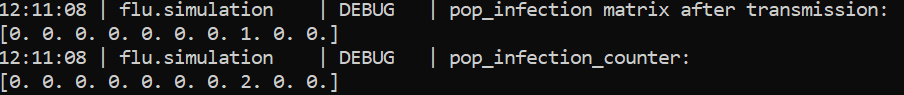 12:11:08 | flu.simulation    | DEBUG   | pop_infection matrix after transmission:
[0. 0. 0. 0. 0. 0. 0. 1. 0. 0.]
12:11:08 | flu.simulation    | DEBUG   | pop_infection_counter:
[0. 0. 0. 0. 0. 0. 0. 2. 0. 0.]